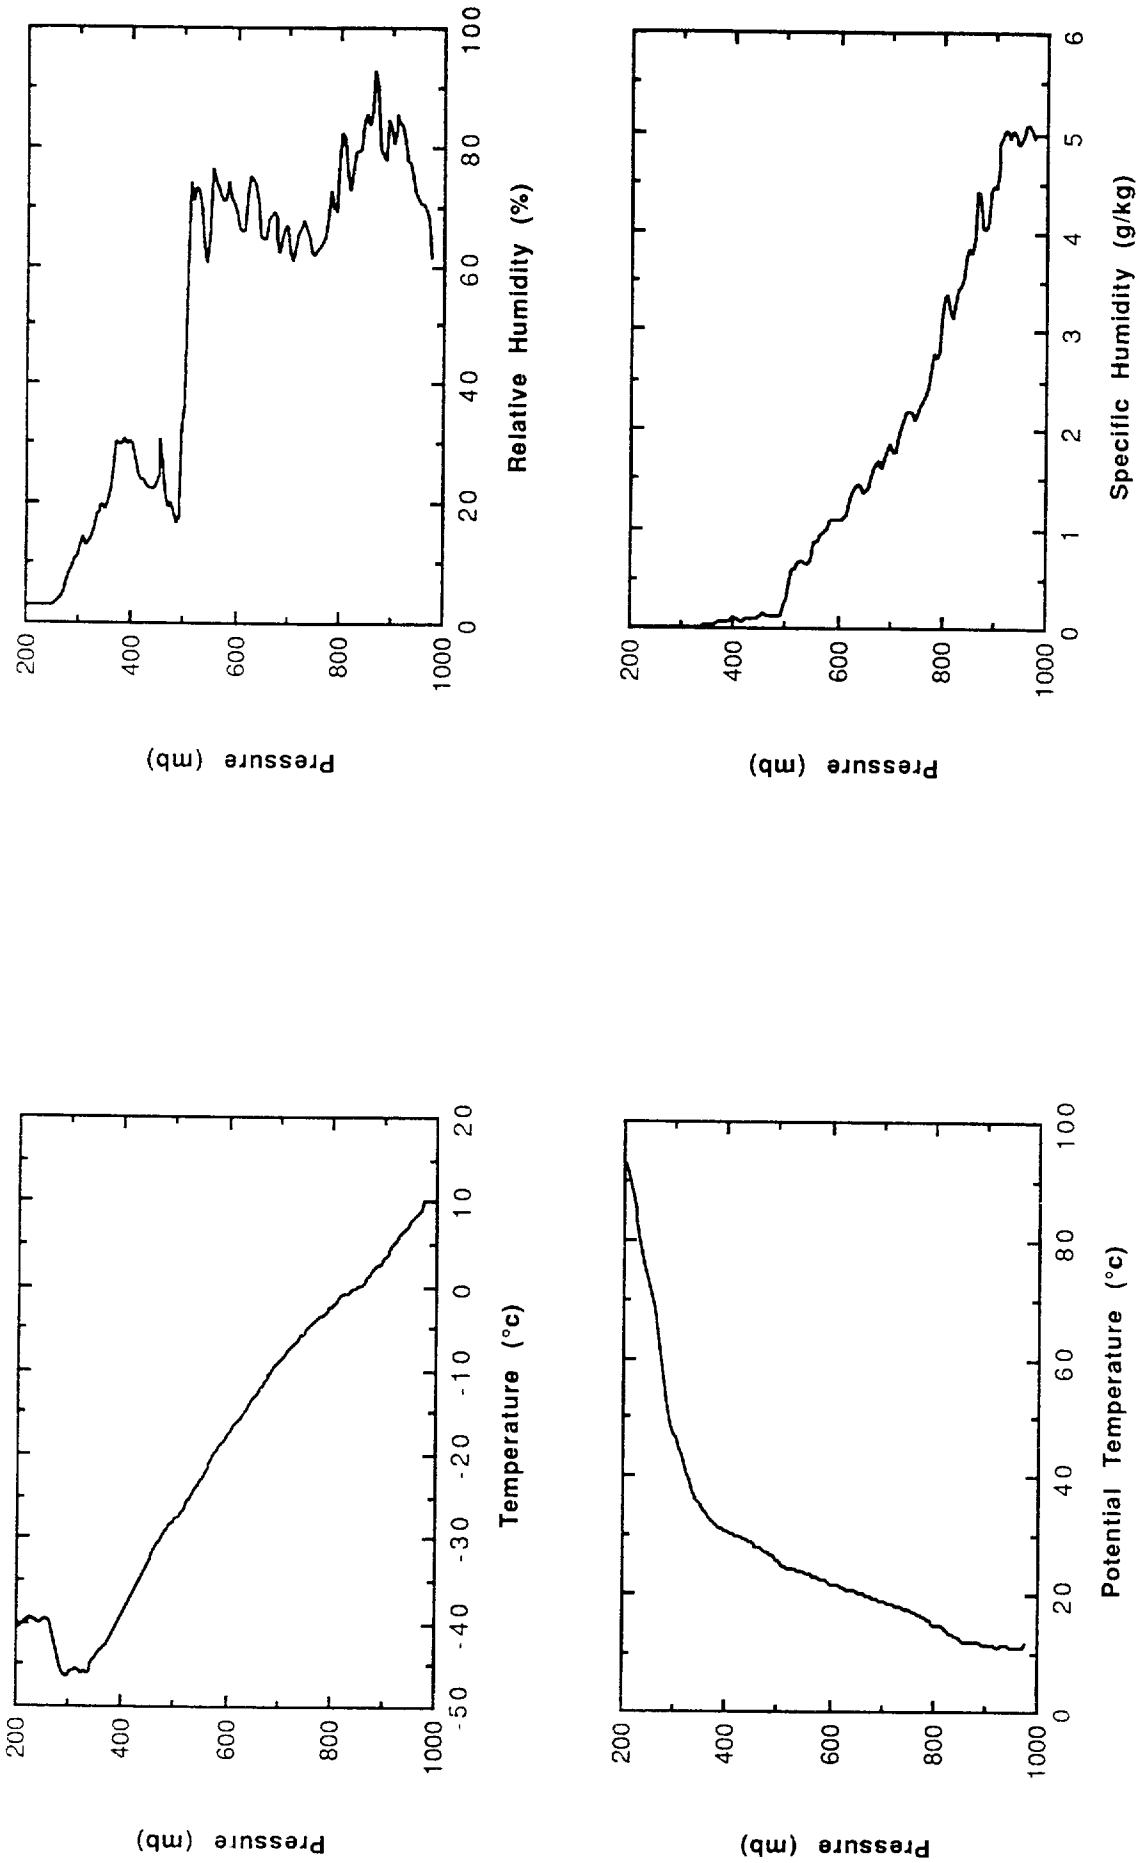 Pressure (mb)
200
400
600
800
1000
-50 -40 -30 -20 -10 0 10 20
Temperature (°c)
Pressure (mb)
200
400
600
800
1000
0 20 40 60 80 100
Relative Humidity (%)
Pressure (mb)
200
400
600
800
1000
0 20 40 60 80 100
Potential Temperature (°c)
Pressure (mb)
200
400
600
800
1000
0 1 2 3 4 5 6
Specific Humidity (g/kg)